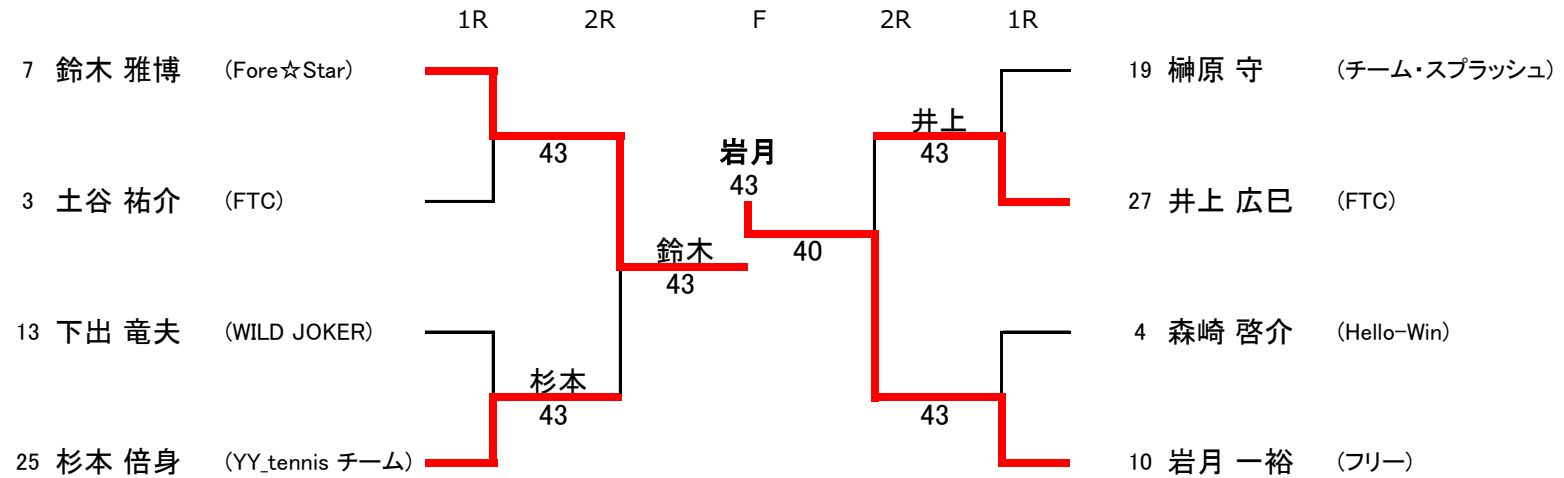 1R 2R F 2R 1R
7 鈴木 雅博 (Fore☆Star) 19 榊原 守 (チーム・スプラッシュ)
井上
43 岩月 43
43
3 土谷 祐介 (FTC) 27 井上 広巳 (FTC)
鈴木 40
43
13 下出 竜夫 (WILD JOKER) 4 森崎 啓介 (Hello-Win)
杉本
43 43
25 杉本 倍身 (YY_tennis チーム) 10 岩月 一裕 (フリー)